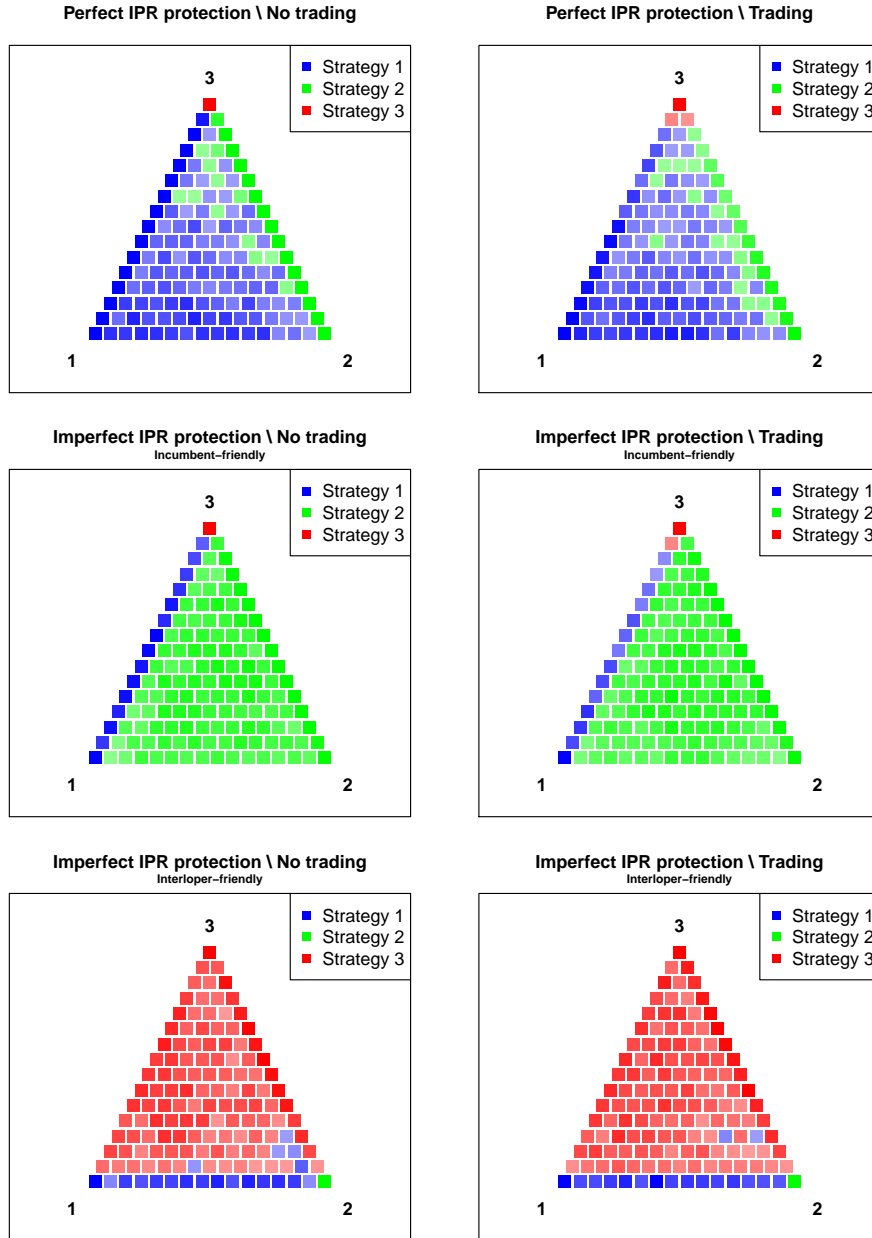 Perfect IPR protection \ No trading
3
Strategy 1
Strategy 2
Strategy 3
1
2
Perfect IPR protection \ Trading
3
Strategy 1
Strategy 2
Strategy 3
1
2
Imperfect IPR protection \ No trading
Incumbent−friendly
3
Strategy 1
Strategy 2
Strategy 3
1
2
Imperfect IPR protection \ Trading
Incumbent−friendly
3
Strategy 1
Strategy 2
Strategy 3
1
2
Imperfect IPR protection \ No trading
Interloper−friendly
3
Strategy 1
Strategy 2
Strategy 3
1
2
Imperfect IPR protection \ Trading
Interloper−friendly
3
Strategy 1
Strategy 2
Strategy 3
1
2